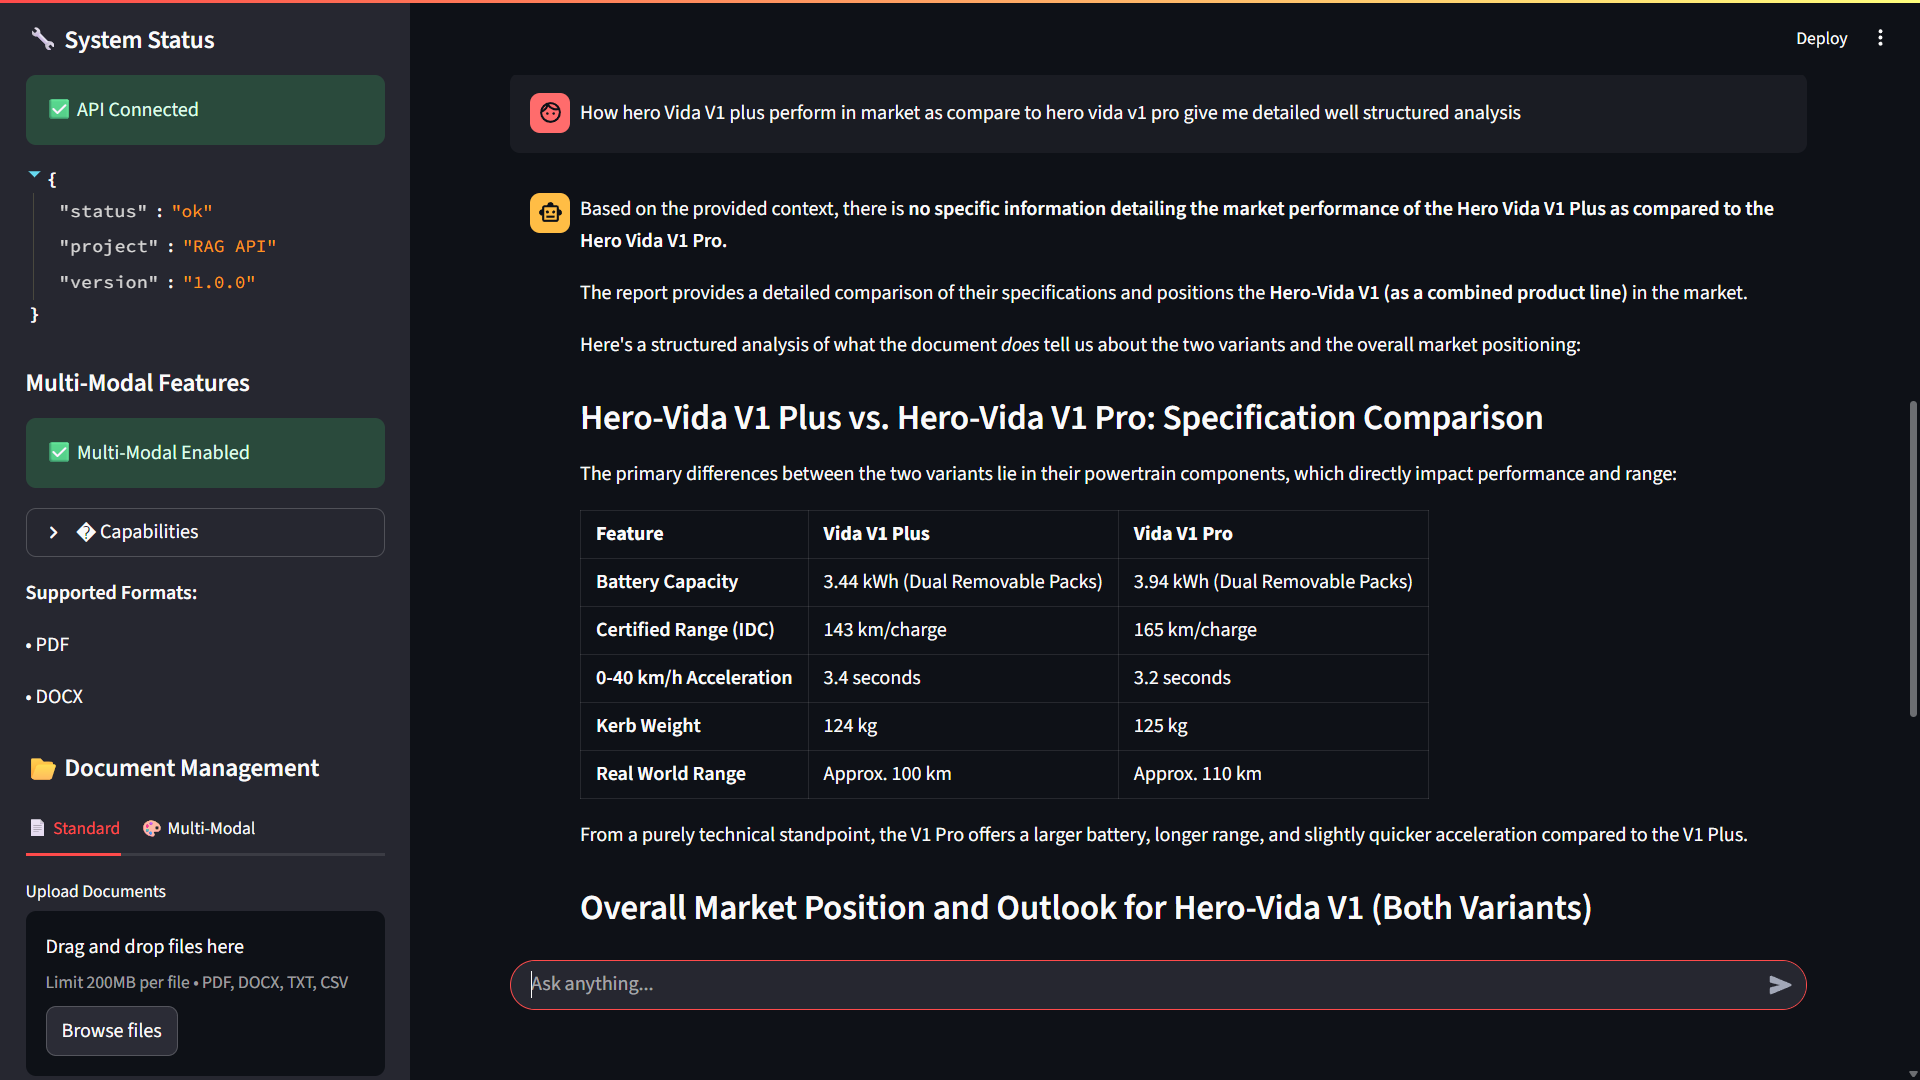 System Status
API Connected
{
"status" : "ok"
"project" : "RAG API"
"version" : "1.0.0"
}
Multi-Modal Features
Multi-Modal Enabled
� Capabilities
Supported Formats:
• PDF
• DOCX
Document Management
Standard
Multi-Modal
Upload Documents
Drag and drop files here
Limit 200MB per file • PDF, DOCX, TXT, CSV
Browse files
Deploy
How hero Vida V1 plus perform in market as compare to hero vida v1 pro give me detailed well structured analysis
Based on the provided context, there is no specific information detailing the market performance of the Hero Vida V1 Plus as compared to the
Hero Vida V1 Pro.
The report provides a detailed comparison of their specifications and positions the Hero-Vida V1 (as a combined product line) in the market.
Here's a structured analysis of what the document does tell us about the two variants and the overall market positioning:
Hero-Vida V1 Plus vs. Hero-Vida V1 Pro: Specification Comparison
The primary differences between the two variants lie in their powertrain components, which directly impact performance and range:
Feature Vida V1 Plus Vida V1 Pro
Battery Capacity 3.44 kWh (Dual Removable Packs) 3.94 kWh (Dual Removable Packs)
Certified Range (IDC) 143 km/charge 165 km/charge
0-40 km/h Acceleration 3.4 seconds 3.2 seconds
Kerb Weight 124 kg 125 kg
Real World Range Approx. 100 km Approx. 110 km
From a purely technical standpoint, the V1 Pro offers a larger battery, longer range, and slightly quicker acceleration compared to the V1 Plus.
Overall Market Position and Outlook for Hero-Vida V1 (Both Variants)
Ask anything...